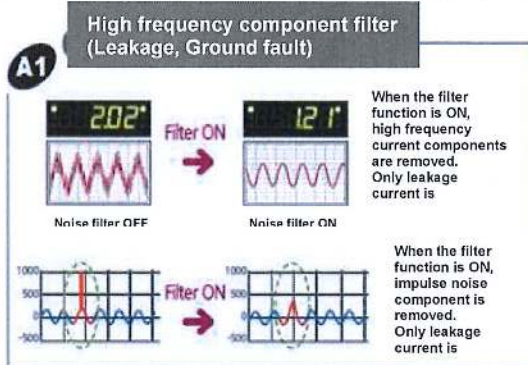 High frequency component filter
(Leakage, Ground fault)
A1
2.02
Filter ON
1.21
When the filter
function is ON,
high frequency
current components
are removed.
Only leakage
current is
Noise filter OFF
Noise filter ON
1000
500
0
-500
Filter ON
1000
500
0
-500
When the filter
function is ON,
impulse noise
component is
removed.
Only leakage
current is